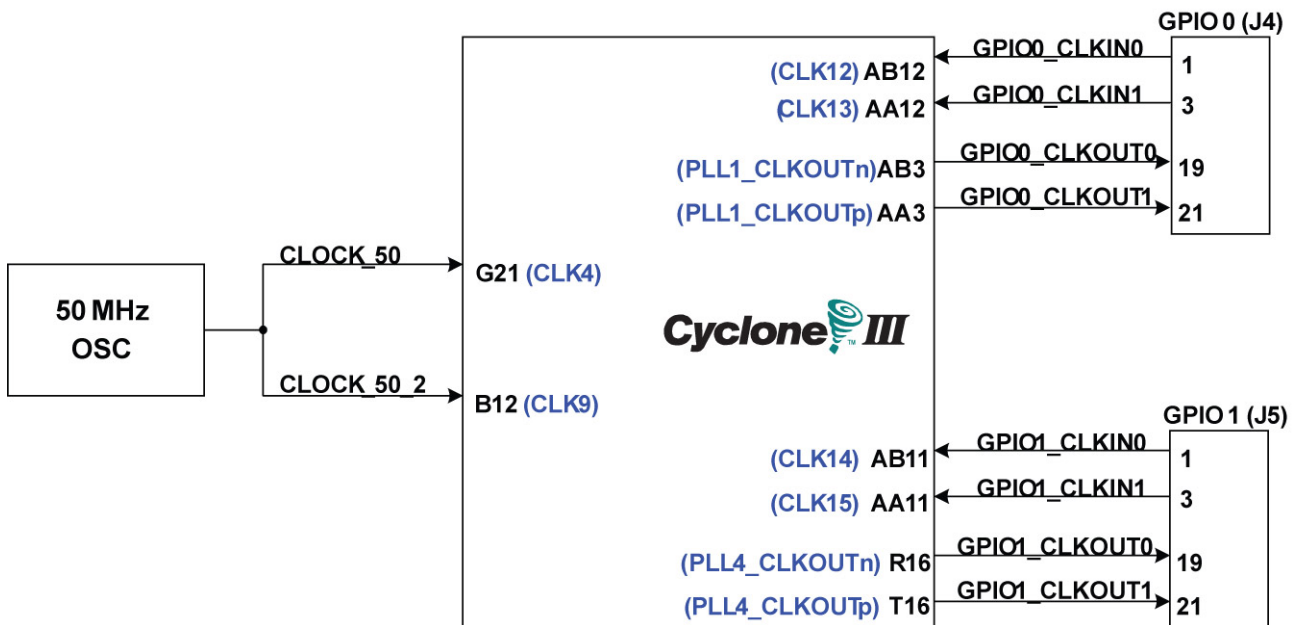 GPIO 0 (J4)
GPIO0_CLKIN0
1
(CLK12) AB12
GPIO0_CLKIN1
3
(CLK13) AA12
GPIO0_CLKOUT0
19
(PLL1_CLKOUTn) AB3
GPIO0_CLKOUT1
21
(PLL1_CLKOUTp) AA3
CLOCK_50
G21 (CLK4)
50 MHz
OSC
Cyclone III
TM
CLOCK_50_2
B12 (CLK9)
GPIO 1 (J5)
GPIO1_CLKIN0
1
(CLK14) AB11
GPIO1_CLKIN1
3
(CLK15) AA11
GPIO1_CLKOUT0
19
(PLL4_CLKOUTn) R16
GPIO1_CLKOUT1
21
(PLL4_CLKOUTp) T16